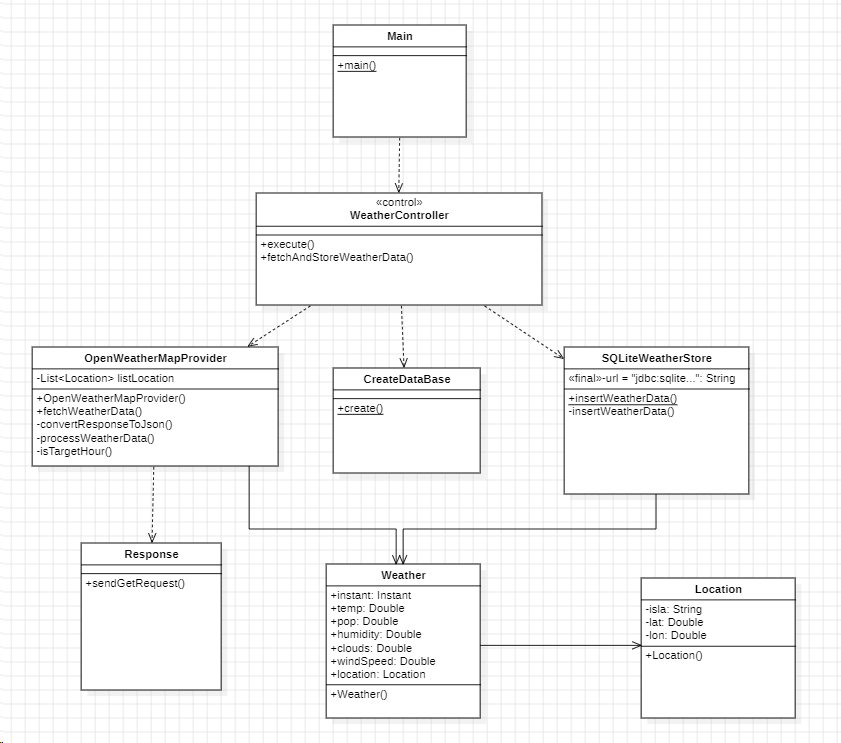 Main
+main()
«control»
WeatherController
+execute()
+fetchAndStoreWeatherData()
OpenWeatherMapProvider
-List<Location> listLocation
+OpenWeatherMapProvider()
+fetchWeatherData()
-convertResponseToJson()
-processWeatherData()
-isTargetHour()
CreateDataBase
+create()
SQLiteWeatherStore
«final»-url = "jdbc:sqlite...": String
+insertWeatherData()
-insertWeatherData()
Response
+sendGetRequest()
Weather
+instant: Instant
+temp: Double
+pop: Double
+humidity: Double
+clouds: Double
+windSpeed: Double
+location: Location
+Weather()
Location
-isla: String
-lat: Double
-lon: Double
+Location()